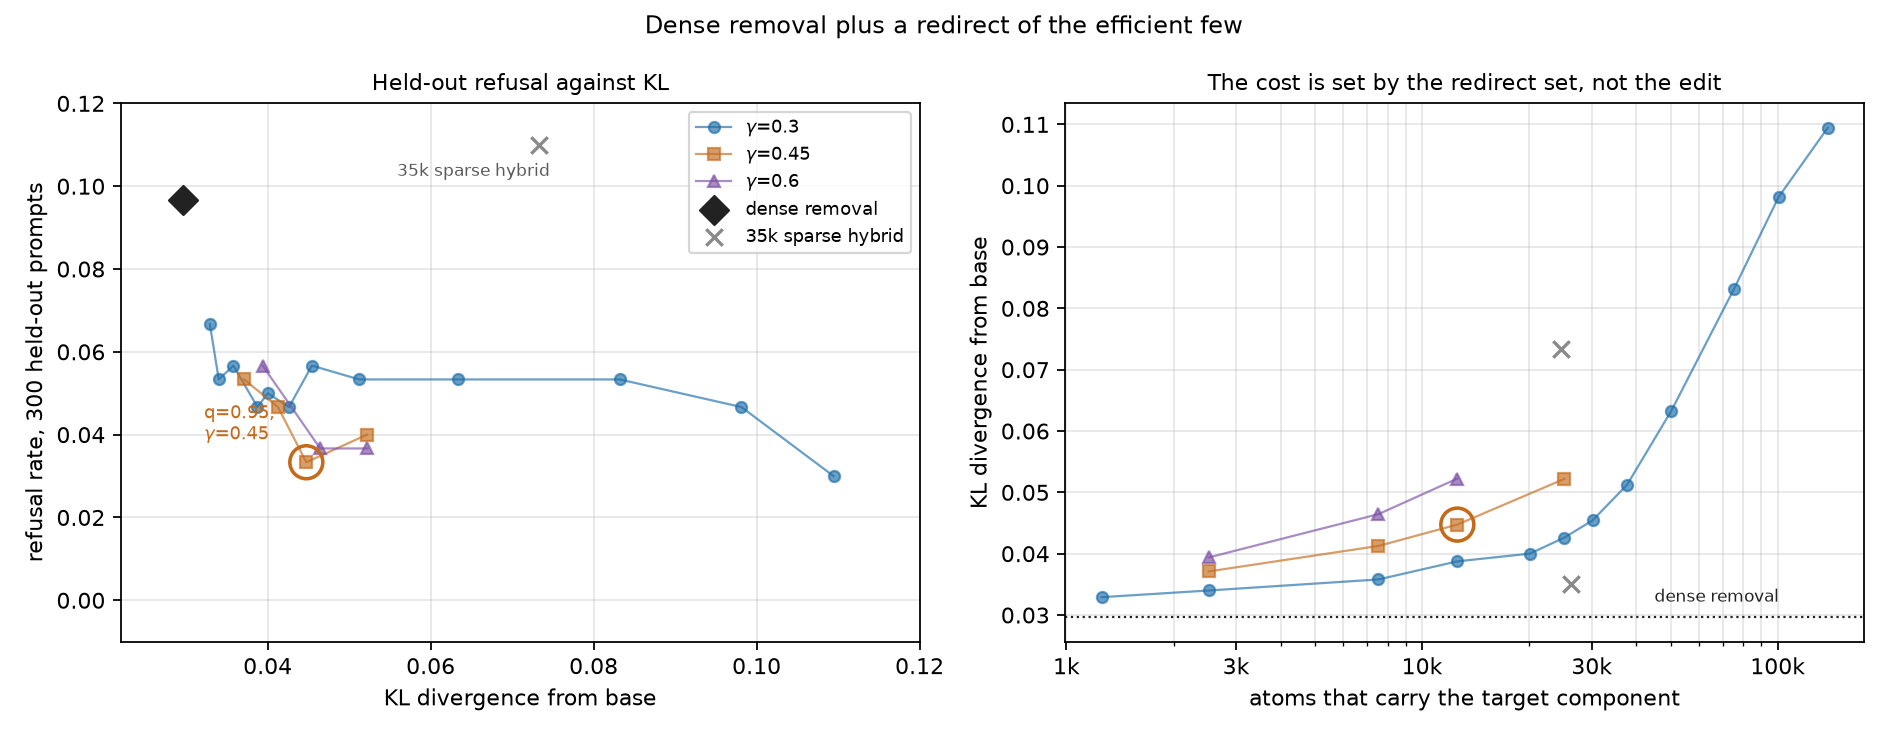 Dense removal plus a redirect of the efficient few
Held-out refusal against KL
0.12
0.10
0.08
0.06
0.04
0.02
0.00
refusal rate, 300 held-out prompts
0.04
0.06
0.08
0.10
0.12
KL divergence from base
35k sparse hybrid
q=0.95,
γ=0.45
γ=0.3
γ=0.45
γ=0.6
dense removal
35k sparse hybrid
The cost is set by the redirect set, not the edit
0.11
0.10
0.09
0.08
0.07
0.06
0.05
0.04
0.03
KL divergence from base
dense removal
1k
3k
10k
30k
100k
atoms that carry the target component